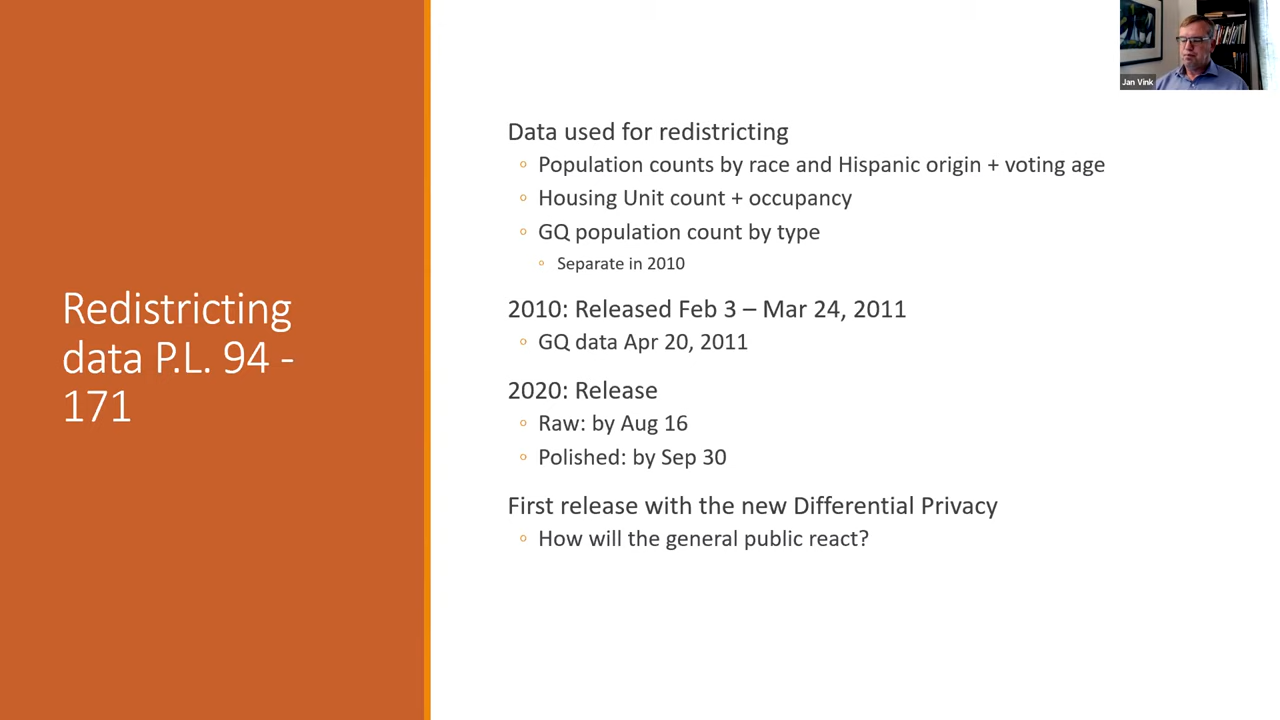 Redistricting
data P.L. 94 -
171
Data used for redistricting
◦ Population counts by race and Hispanic origin + voting age
◦ Housing Unit count + occupancy
◦ GQ population count by type
◦ Separate in 2010
2010: Released Feb 3 – Mar 24, 2011
◦ GQ data Apr 20, 2011
2020: Release
◦ Raw: by Aug 16
◦ Polished: by Sep 30
First release with the new Differential Privacy
◦ How will the general public react?
Jan Vink